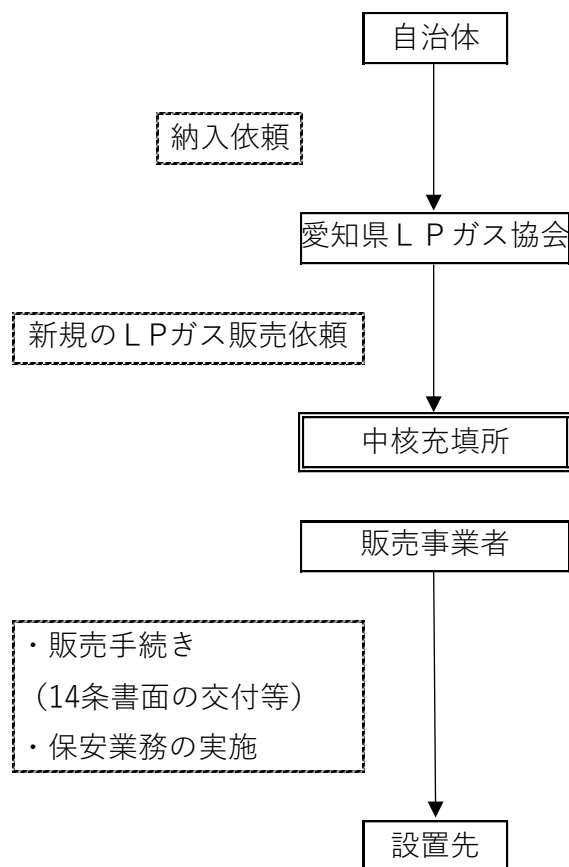 自治体
納入依頼
愛知県ＬＰガス協会
新規のＬＰガス販売依頼
中核充填所
販売事業者
・販売手続き
（14条書面の交付等）
・保安業務の実施
設置先